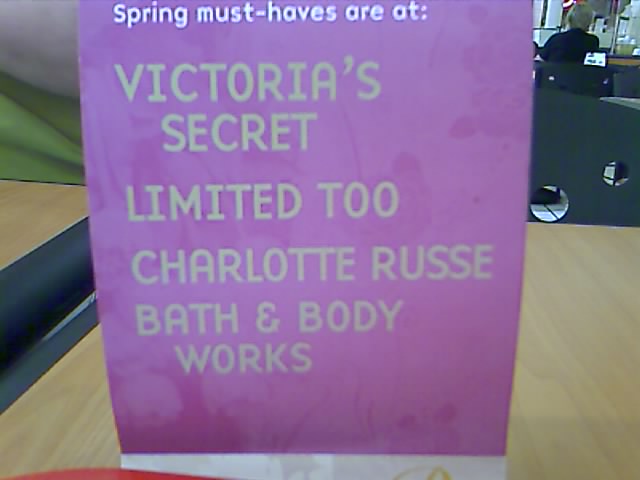 Spring must-haves are at:
VICTORIA'S
SECRET
LIMITED TOO
CHARLOTTE RUSSE
BATH & BODY
WORKS